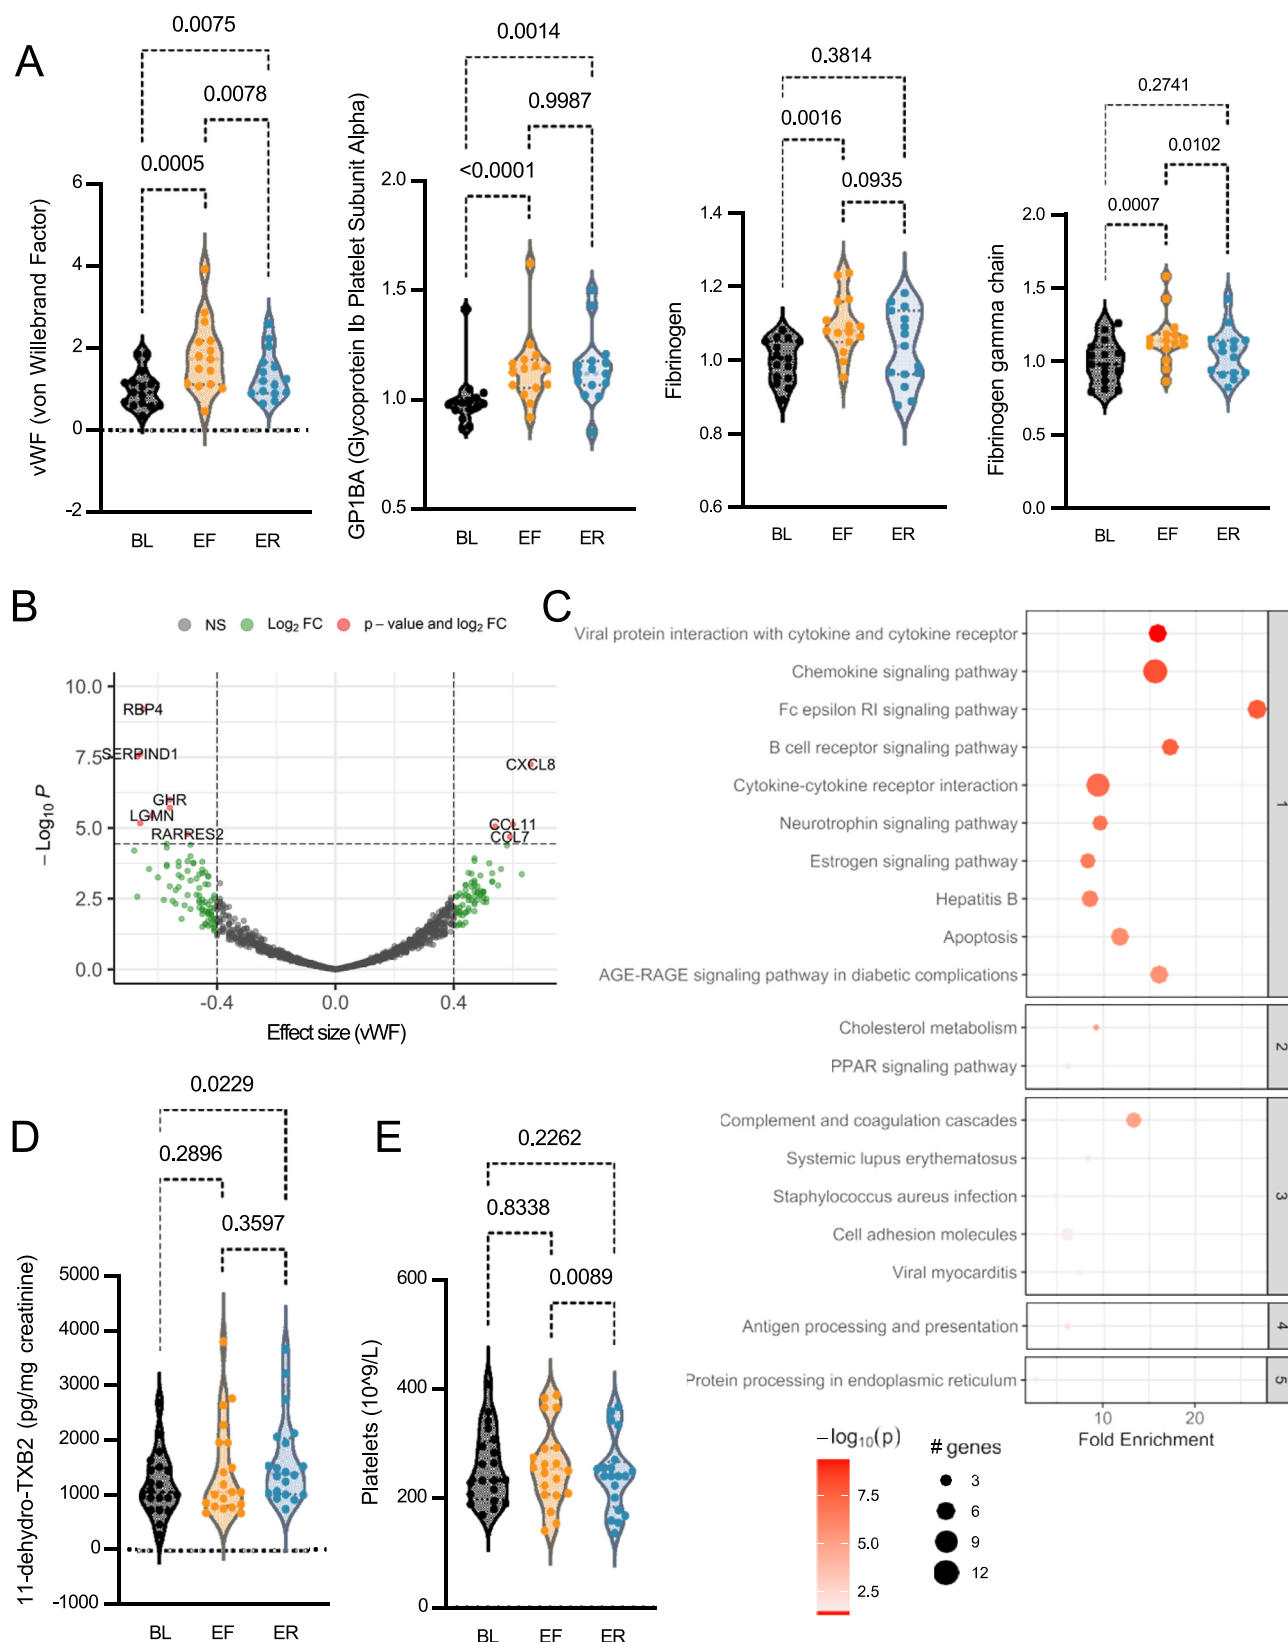 A
0.0075
0.0078
0.0005
vWF (von Willebrand Factor)
6
4
2
0
-2
BL EF ER
0.0014
0.9987
<0.0001
GP1BA (Glycoprotein Ib Platelet Subunit Alpha)
2.0
1.5
1.0
0.5
BL EF ER
0.3814
0.0016
0.0935
Fibrinogen
1.4
1.2
1.0
0.8
0.6
BL EF ER
0.2741
0.0102
0.0007
Fibrinogen gamma chain
2.0
1.5
1.0
0.5
0.0
BL EF ER
B
NS Log2 FC p – value and log2 FC
– Log10 P
10.0
7.5
5.0
2.5
0.0
RBP4
SERPIND1
GHR
LGMN
RARRES2
CXCL8
CCL11
CCL7
-0.4 0.0 0.4
Effect size (vWF)
C
Viral protein interaction with cytokine and cytokine receptor
Chemokine signaling pathway
Fc epsilon RI signaling pathway
B cell receptor signaling pathway
Cytokine-cytokine receptor interaction
Neurotrophin signaling pathway
Estrogen signaling pathway
Hepatitis B
Apoptosis
AGE-RAGE signaling pathway in diabetic complications
1
Cholesterol metabolism
PPAR signaling pathway
2
Complement and coagulation cascades
Systemic lupus erythematosus
Staphylococcus aureus infection
Cell adhesion molecules
Viral myocarditis
3
Antigen processing and presentation
4
Protein processing in endoplasmic reticulum
5
10 20
Fold Enrichment
−log10(p)
7.5
5.0
2.5
# genes
3
6
9
12
D
0.0229
0.2896
0.3597
11-dehydro-TXB2 (pg/mg creatinine)
5000
4000
3000
2000
1000
0
-1000
BL EF ER
E
0.2262
0.8338
0.0089
Platelets (10^9/L)
600
400
200
0
BL EF ER